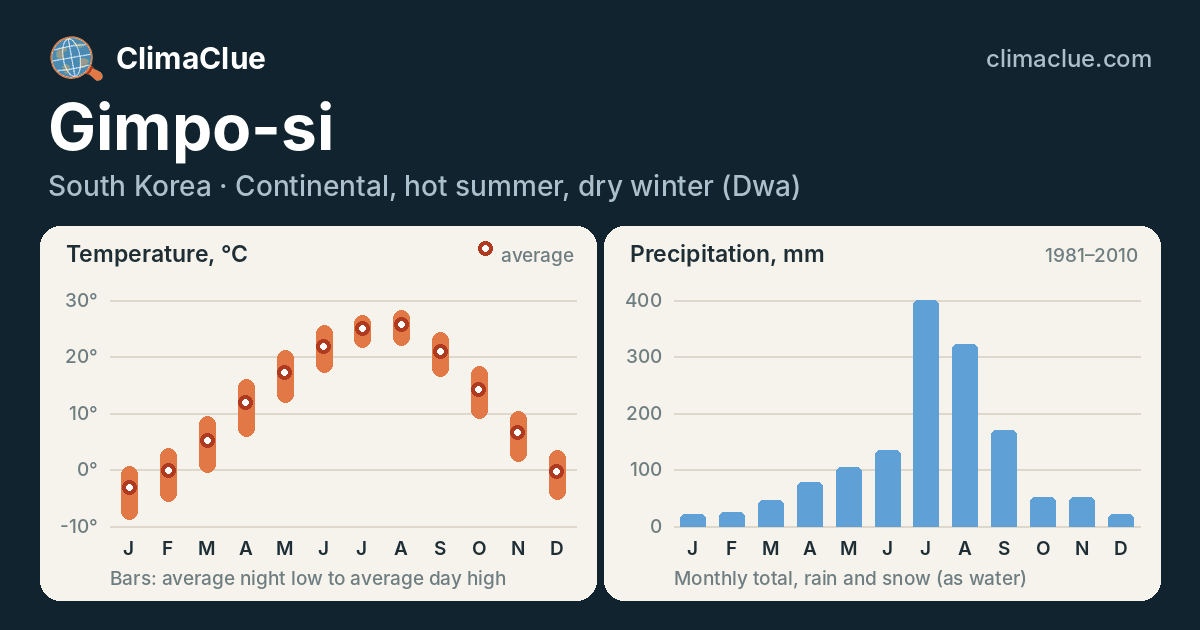 ClimaClue
climaclue.com
Gimpo-si
South Korea · Continental, hot summer, dry winter (Dwa)
Temperature, °C
average
30°
20°
10°
0°
-10°
J F M A M J J A S O N D
Bars: average night low to average day high
Precipitation, mm
1981–2010
400
300
200
100
0
J F M A M J J A S O N D
Monthly total, rain and snow (as water)